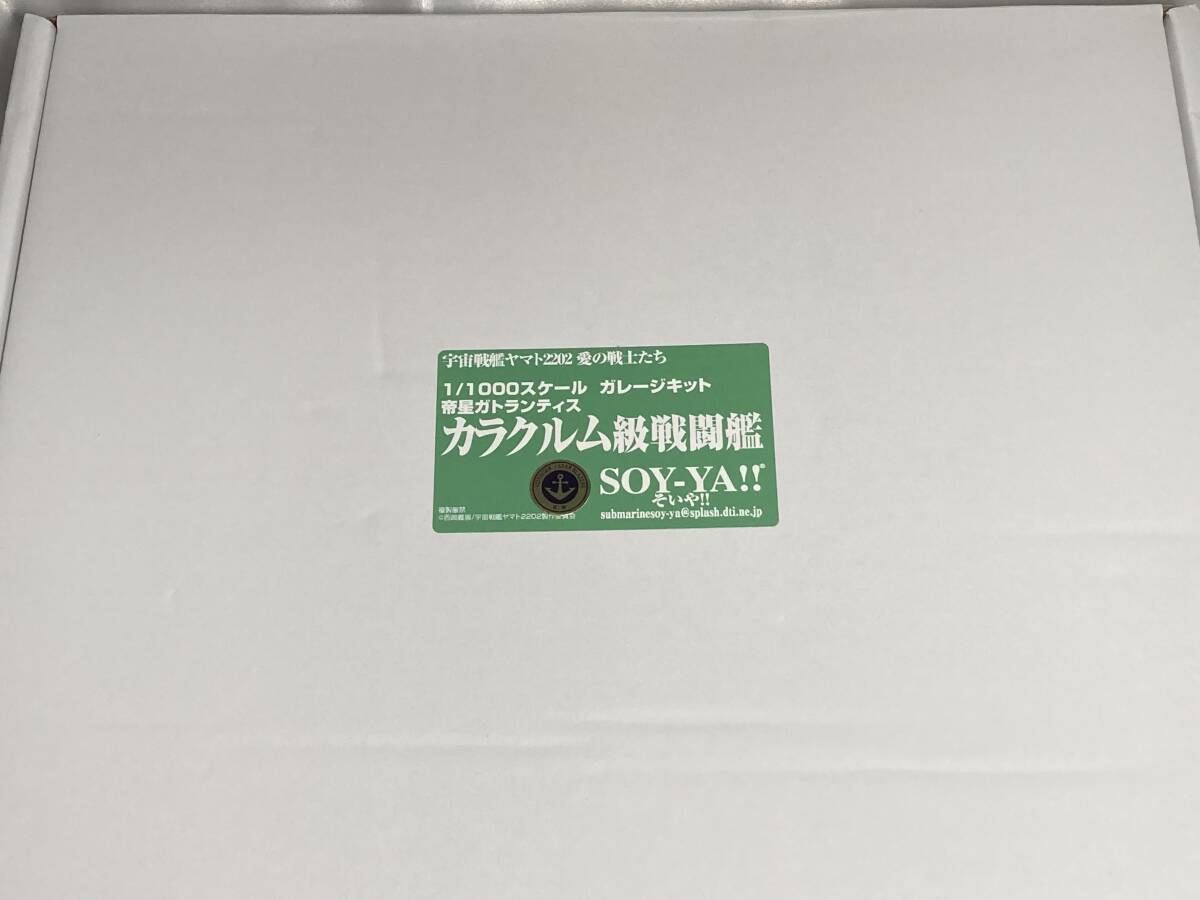 宇宙戦艦ヤマト2202 愛の戦士たち
1/1000スケール ガレージキット
帝星ガトランティス
カラクルム級戦闘艦
SOY-YA!!
そいや!!
submarinesoy-ya@splash.dti.ne.jp
複製厳禁
©西﨑義展/宇宙戦艦ヤマト2202製作委員会